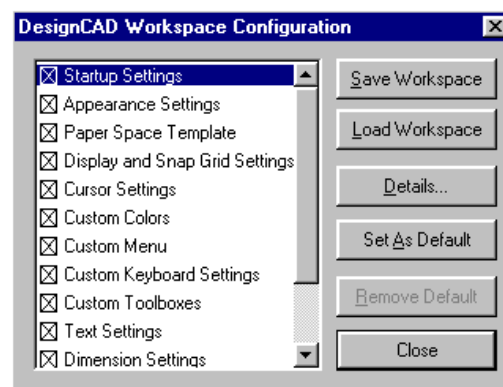 DesignCAD Workspace Configuration
Startup Settings
Appearance Settings
Paper Space Template
Display and Snap Grid Settings
Cursor Settings
Custom Colors
Custom Menu
Custom Keyboard Settings
Custom Toolboxes
Text Settings
Dimension Settings
Save Workspace
Load Workspace
Details...
Set As Default
Remove Default
Close